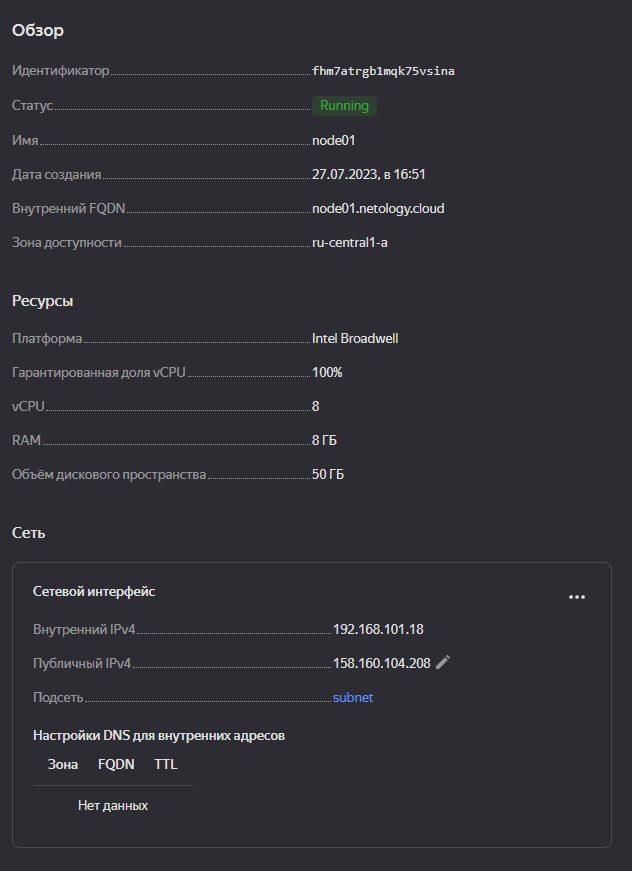 Обзор
Идентификатор fhm7atrgb1mqk75vsina
Статус Running
Имя node01
Дата создания 27.07.2023, в 16:51
Внутренний FQDN node01.netology.cloud
Зона доступности ru-central1-a
Ресурсы
Платформа Intel Broadwell
Гарантированная доля vCPU 100%
vCPU 8
RAM 8 ГБ
Объём дискового пространства 50 ГБ
Сеть
Сетевой интерфейс
Внутренний IPv4 192.168.101.18
Публичный IPv4 158.160.104.208
Подсеть subnet
Настройки DNS для внутренних адресов
Зона FQDN TTL
Нет данных